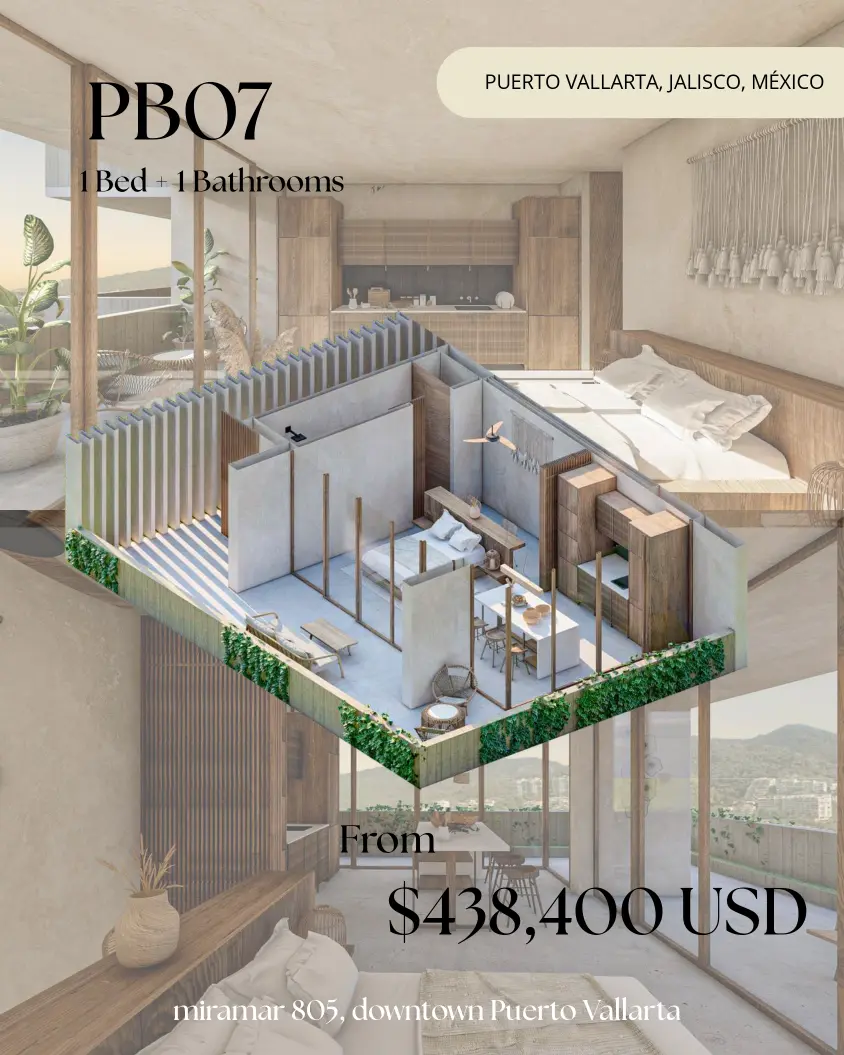 PB07
PUERTO VALLARTA, JALISCO, MÉXICO
1 Bed + 1 Bathrooms
From
$438,400 USD
miramar 805, downtown Puerto Vallarta